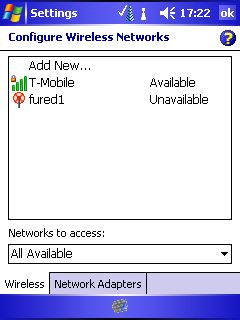 Settings 17:22 ok
Configure Wireless Networks ?
Add New...
T-Mobile Available
fured1 Unavailable
Networks to access:
All Available
Wireless Network Adapters